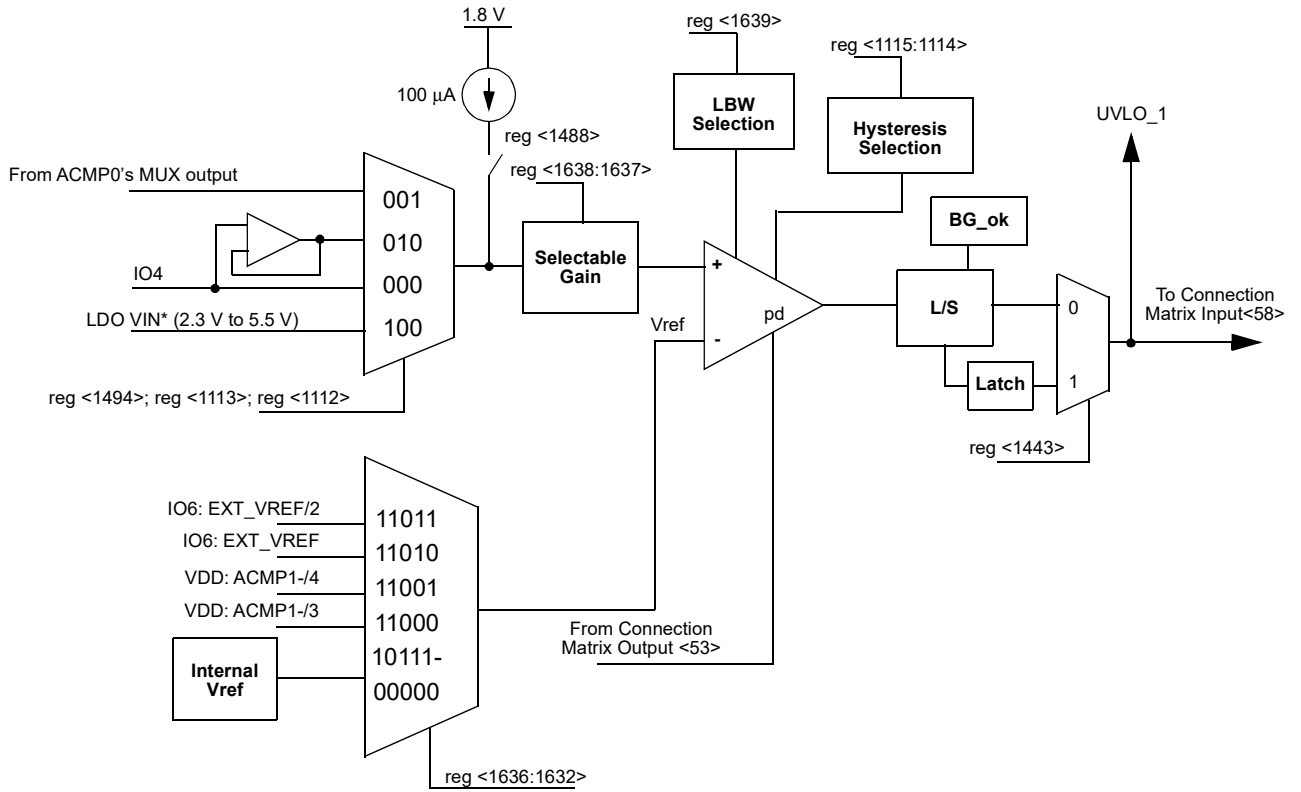 1.8 V
100 μA
reg <1488>
reg <1638:1637>
reg <1639>
LBW
Selection
reg <1115:1114>
Hysteresis
Selection
UVLO_1
From ACMP0's MUX output
001
010
IO4
000
LDO VIN* (2.3 V to 5.5 V)
100
reg <1494>; reg <1113>; reg <1112>
Selectable
Gain
Vref
+
-
pd
BG_ok
L/S
Latch
0
1
To Connection
Matrix Input<58>
reg <1443>
IO6: EXT_VREF/2
11011
IO6: EXT_VREF
11010
VDD: ACMP1-/4
11001
VDD: ACMP1-/3
11000
10111-
00000
Internal
Vref
From Connection
Matrix Output <53>
reg <1636:1632>